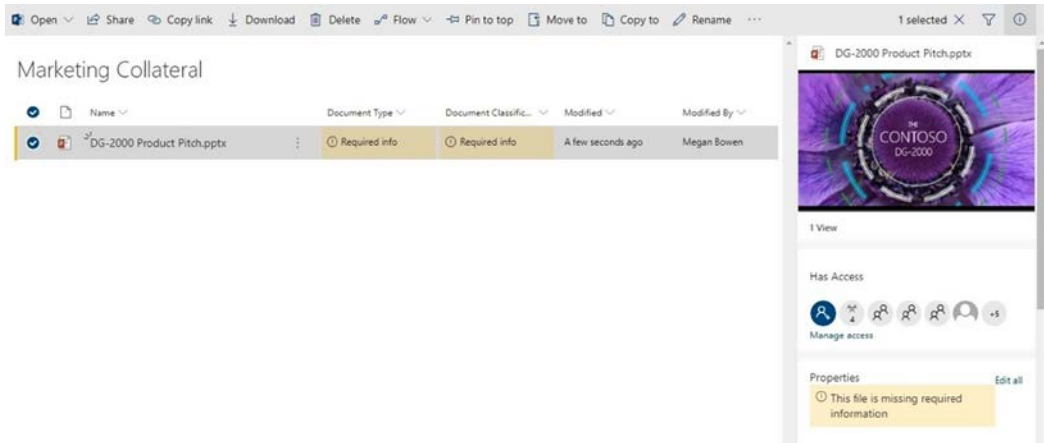 Open Share Copy link Download Delete Flow Pin to top Move to Copy to Rename ... 1 selected
DG-2000 Product Pitch.pptx
Marketing Collateral
Name Document Type Document Classific... Modified Modified By
DG-2000 Product Pitch.pptx Required info Required info A few seconds ago Megan Bowen
THE
CONTOSO
DG-2000
1 View
Has Access
4 +5
Manage access
Properties Edit all
This file is missing required
information